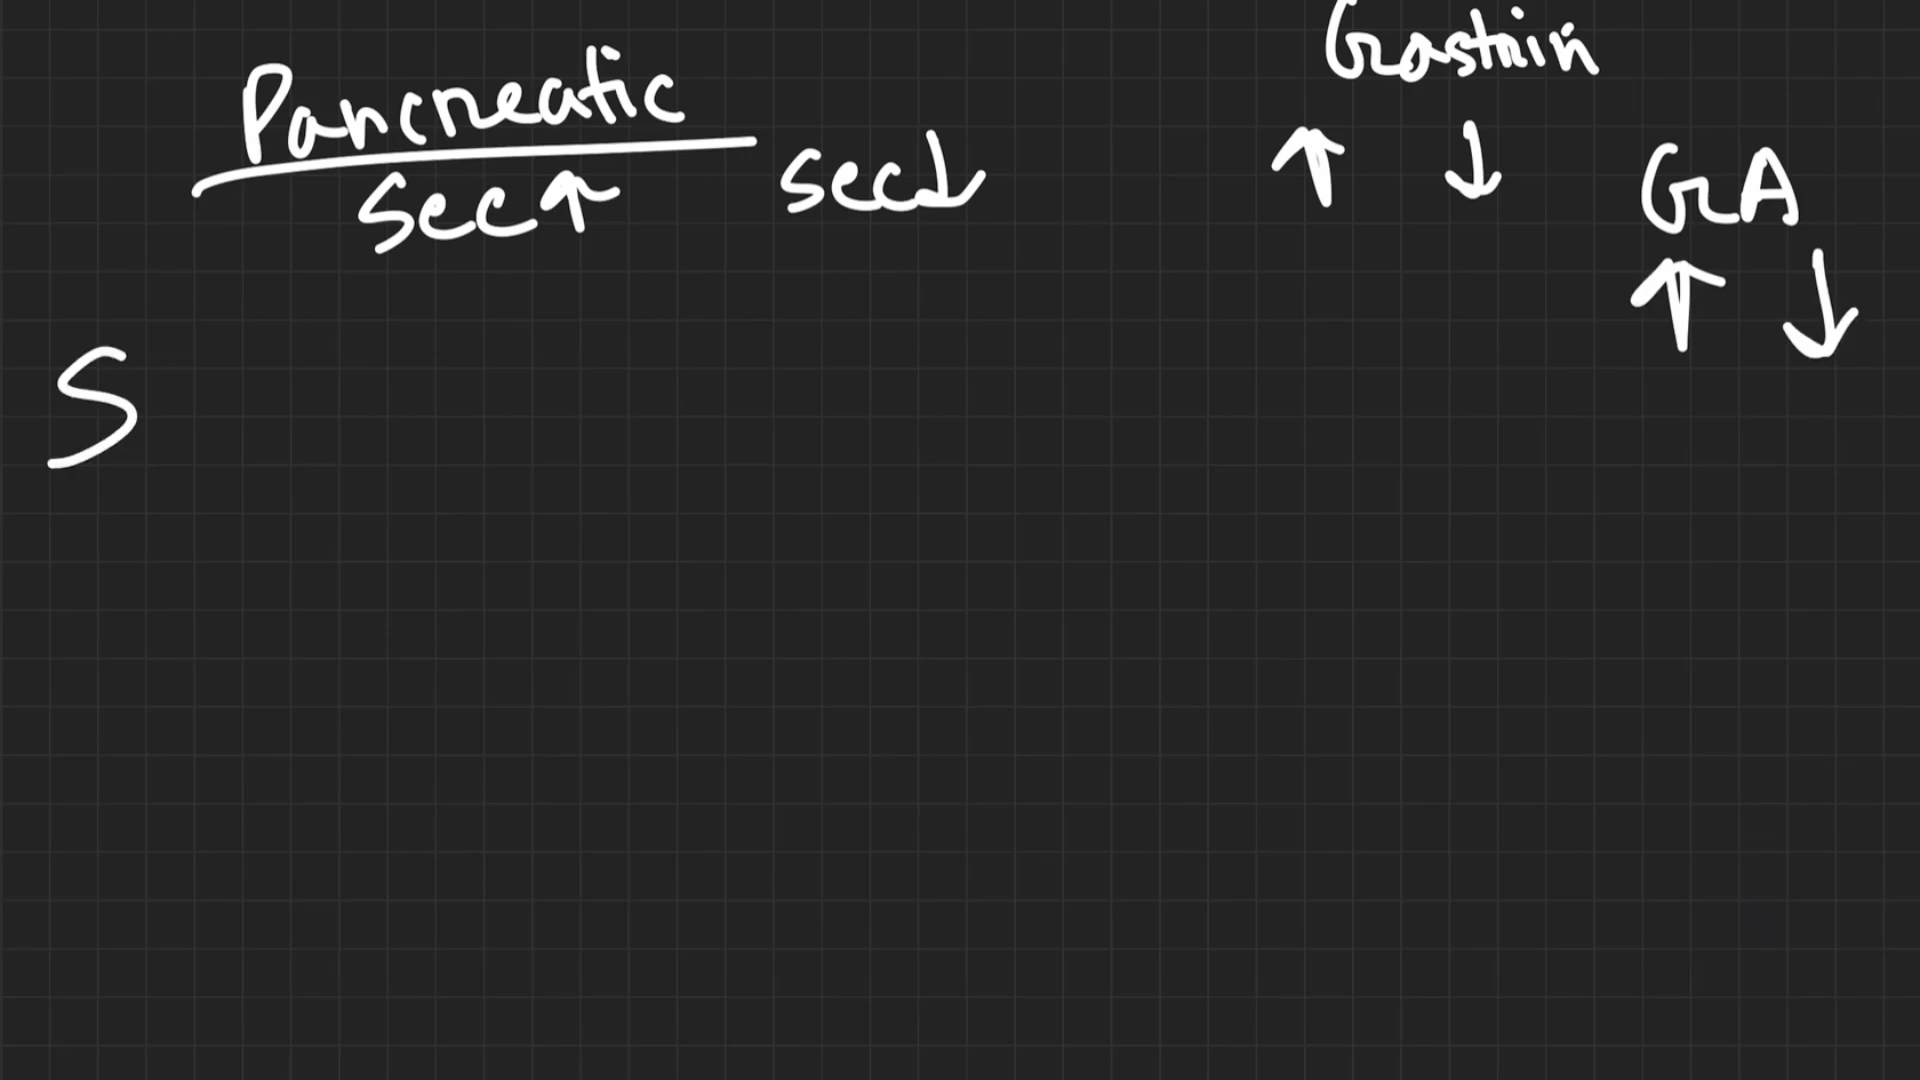 Pancreatic
sec↑ sec↓
Gastrin
↑ ↓
GA
↑ ↓
S